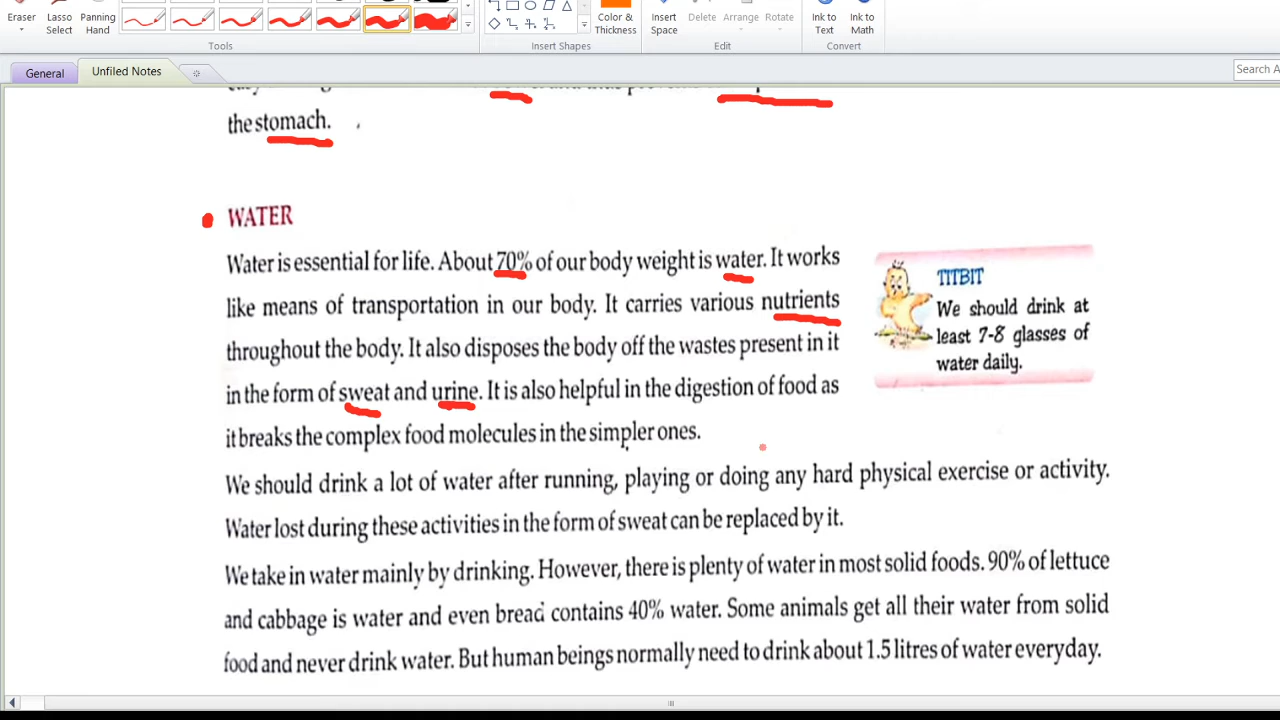 Eraser
Lasso Select
Panning Hand
Color & Thickness
Insert Space
Delete
Arrange
Rotate
Ink to Text
Ink to Math
Tools
Insert Shapes
Edit
Convert
General
Unfiled Notes
Search A
the stomach.
WATER
Water is essential for life. About 70% of our body weight is water. It works
like means of transportation in our body. It carries various nutrients
throughout the body. It also disposes the body off the wastes present in it
in the form of sweat and urine. It is also helpful in the digestion of food as
it breaks the complex food molecules in the simpler ones.
TITBIT
We should drink at
least 7-8 glasses of
water daily.
We should drink a lot of water after running, playing or doing any hard physical exercise or activity.
Water lost during these activities in the form of sweat can be replaced by it.
We take in water mainly by drinking. However, there is plenty of water in most solid foods. 90% of lettuce
and cabbage is water and even bread contains 40% water. Some animals get all their water from solid
food and never drink water. But human beings normally need to drink about 1.5 litres of water everyday.